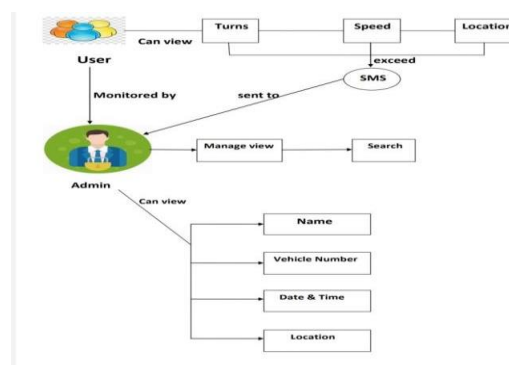 Turns
Speed
Location
Can view
User
exceed
SMS
Monitored by
sent to
Manage view
Search
Admin
Can view
Name
Vehicle Number
Date & Time
Location